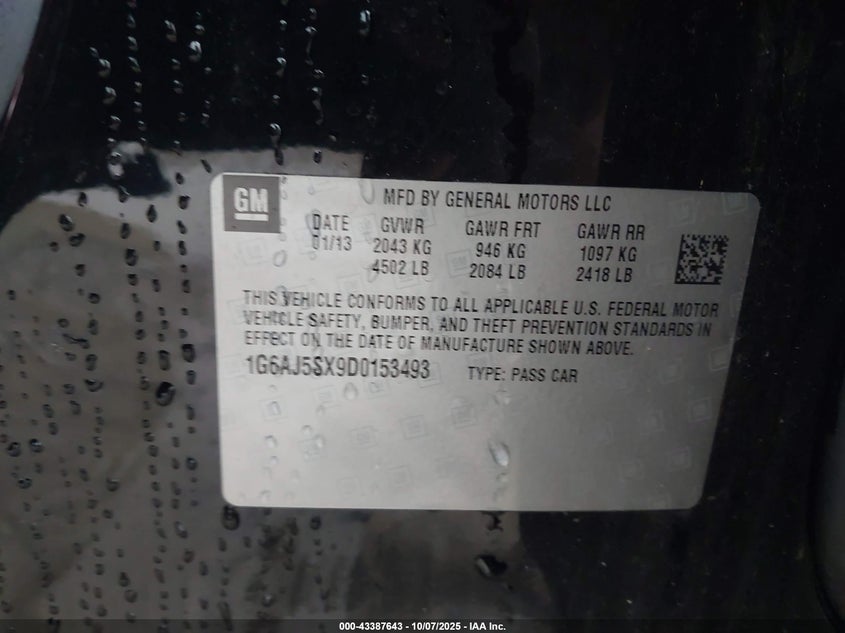 GM
MFD BY GENERAL MOTORS LLC
DATE GVWR GAWR FRT GAWR RR
01/13 2043 KG 946 KG 1097 KG
4502 LB 2084 LB 2418 LB
THIS VEHICLE CONFORMS TO ALL APPLICABLE U.S. FEDERAL MOTOR
VEHICLE SAFETY, BUMPER, AND THEFT PREVENTION STANDARDS IN
EFFECT ON THE DATE OF MANUFACTURE SHOWN ABOVE.
1G6AJ5SX9D0153493 TYPE: PASS CAR
000-43387643 - 10/07/2025 - IAA Inc.